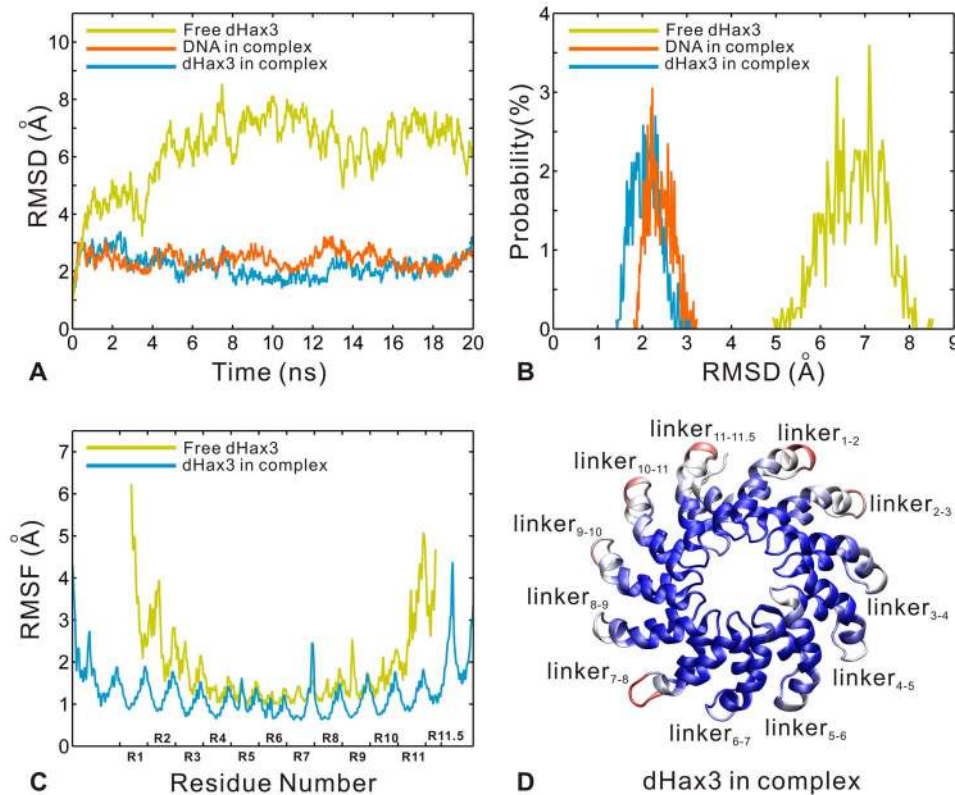 10
8
6
4
2
0
RMSD (Å)
Free dHax3
DNA in complex
dHax3 in complex
0 2 4 6 8 10 12 14 16 18 20
A Time (ns)
4%
3
2
1
0
Probability(%)
Free dHax3
DNA in complex
dHax3 in complex
0 1 2 3 4 5 6 7 8 9
B RMSD (Å)
7
6
5
4
3
2
1
0
RMSF (Å)
Free dHax3
dHax3 in complex
R2 R4 R6 R8 R10 R11.5
R1 R3 R5 R7 R9 R11
C Residue Number
linker11-11.5
linker1-2
linker10-11
linker2-3
linker9-10
linker8-9
linker3-4
linker7-8
linker4-5
linker6-7
linker5-6
D dHax3 in complex